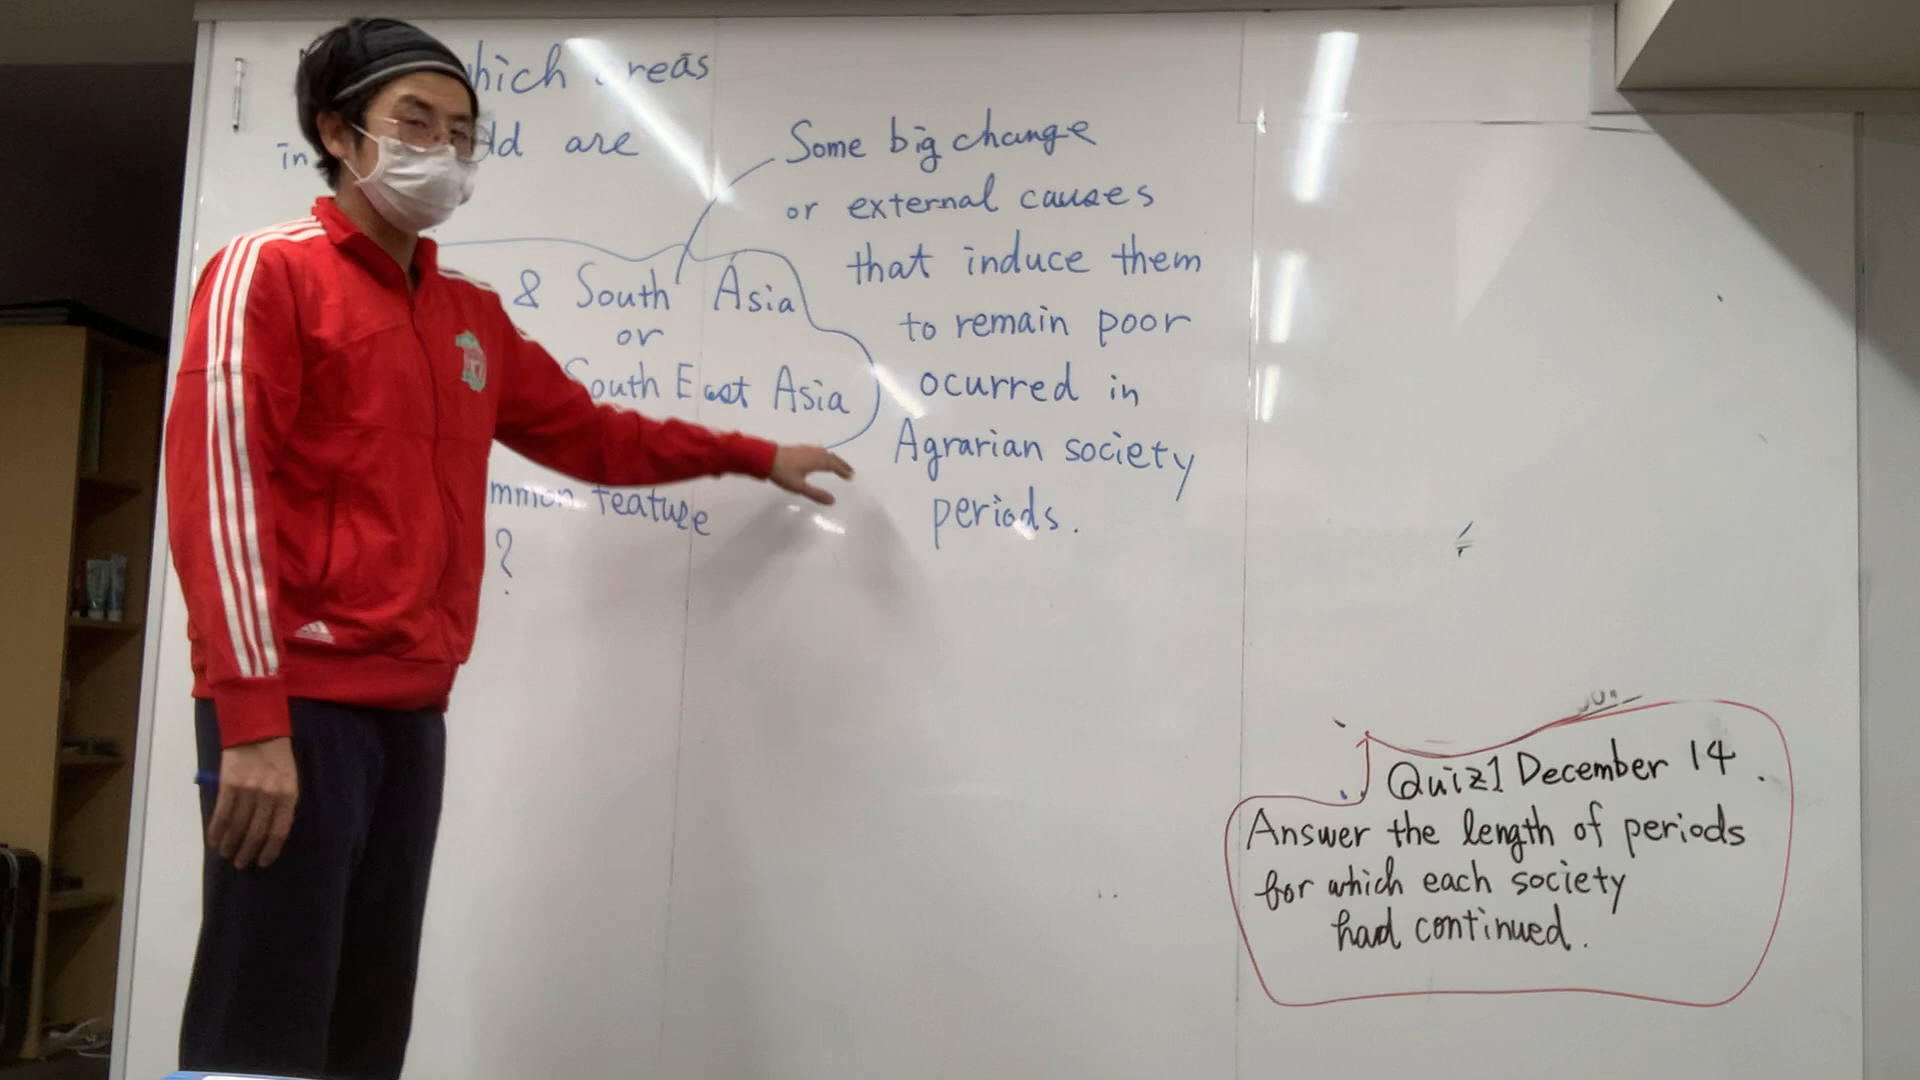 hich reas
in ld are
& South Asia
or
South East Asia
mmon feature
?
Some big change
or external causes
that induce them
to remain poor
ocurred in
Agrarian society
periods.
Quiz1 December 14.
Answer the length of periods
for which each society
had continued.